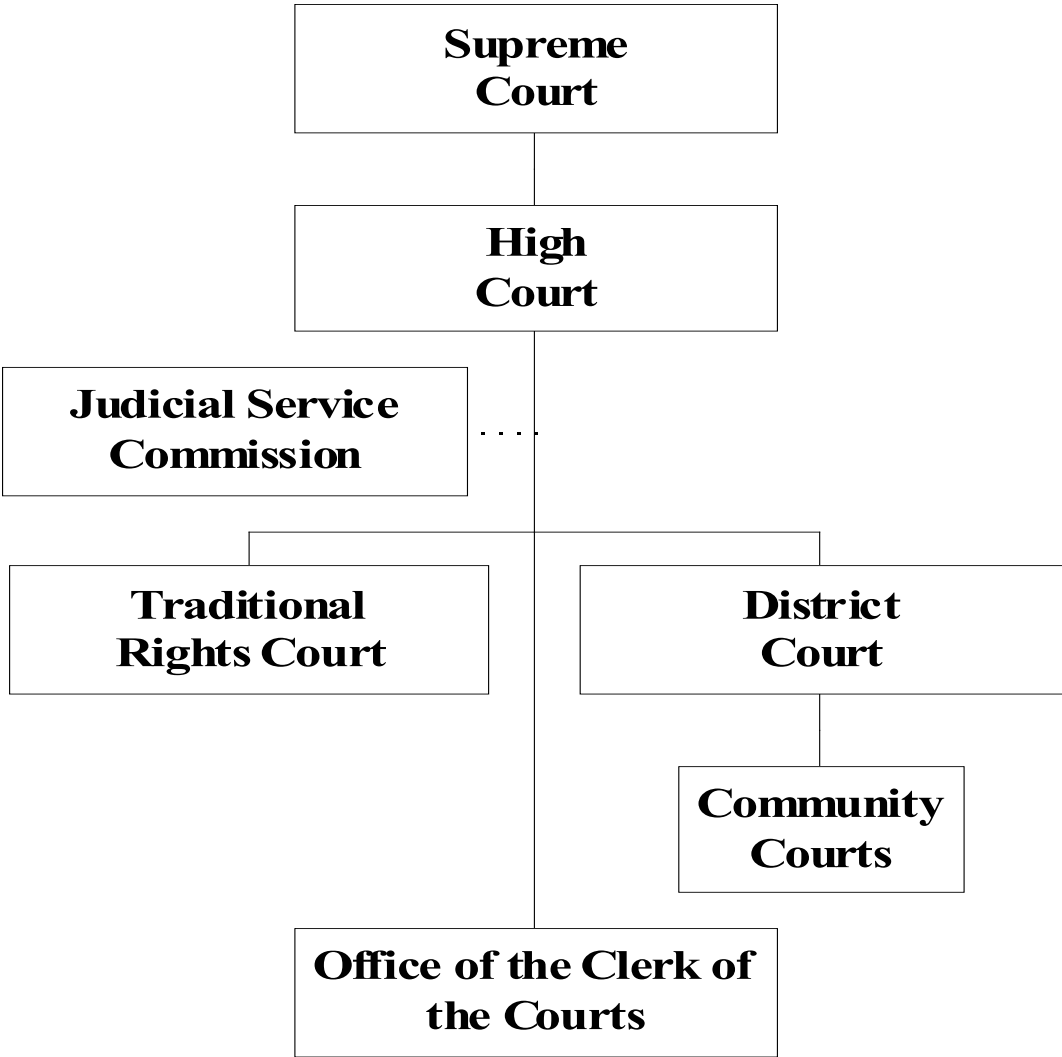 Supreme
Court
High
Court
Judicial Service
Commission
Traditional
Rights Court
District
Court
Community
Courts
Office of the Clerk of
the Courts